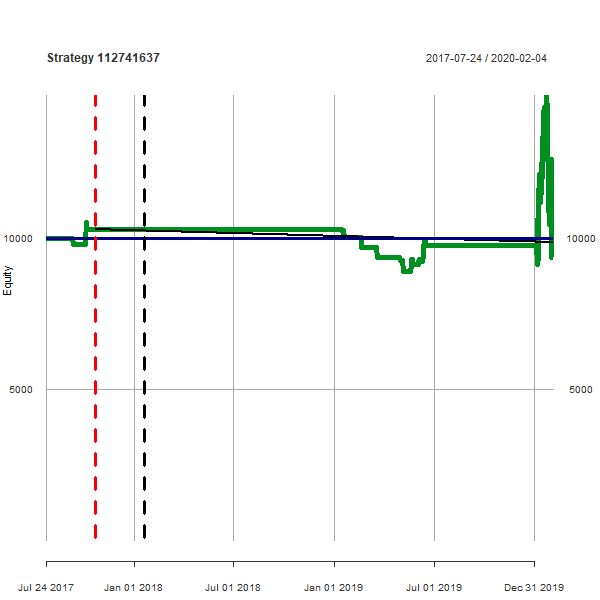 Strategy 112741637
2017-07-24 / 2020-02-04
10000
10000
Equity
5000
5000
Jul 24 2017
Jan 01 2018
Jul 01 2018
Jan 01 2019
Jul 01 2019
Dec 31 2019